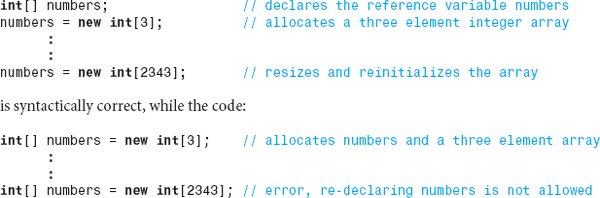 int[] numbers; // declares the reference variable numbers
numbers = new int[3]; // allocates a three element integer array
:
:
numbers = new int[2343]; // resizes and reinitializes the array
is syntactically correct, while the code:
int[] numbers = new int[3]; // allocates numbers and a three element array
:
:
int[] numbers = new int[2343]; // error, re-declaring numbers is not allowed